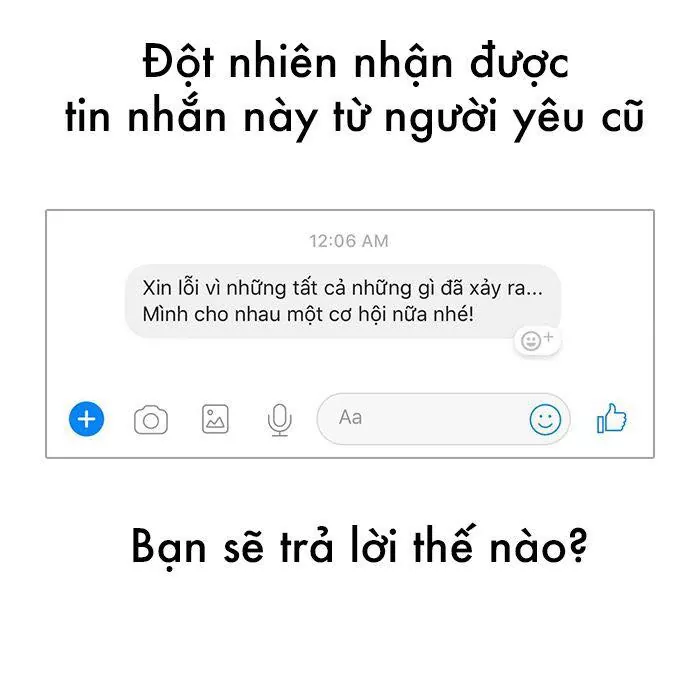 Đột nhiên nhận được
tin nhắn này từ người yêu cũ
12:06 AM
Xin lỗi vì những tất cả những gì đã xảy ra...
Mình cho nhau một cơ hội nữa nhé!
Aa
Bạn sẽ trả lời thế nào?